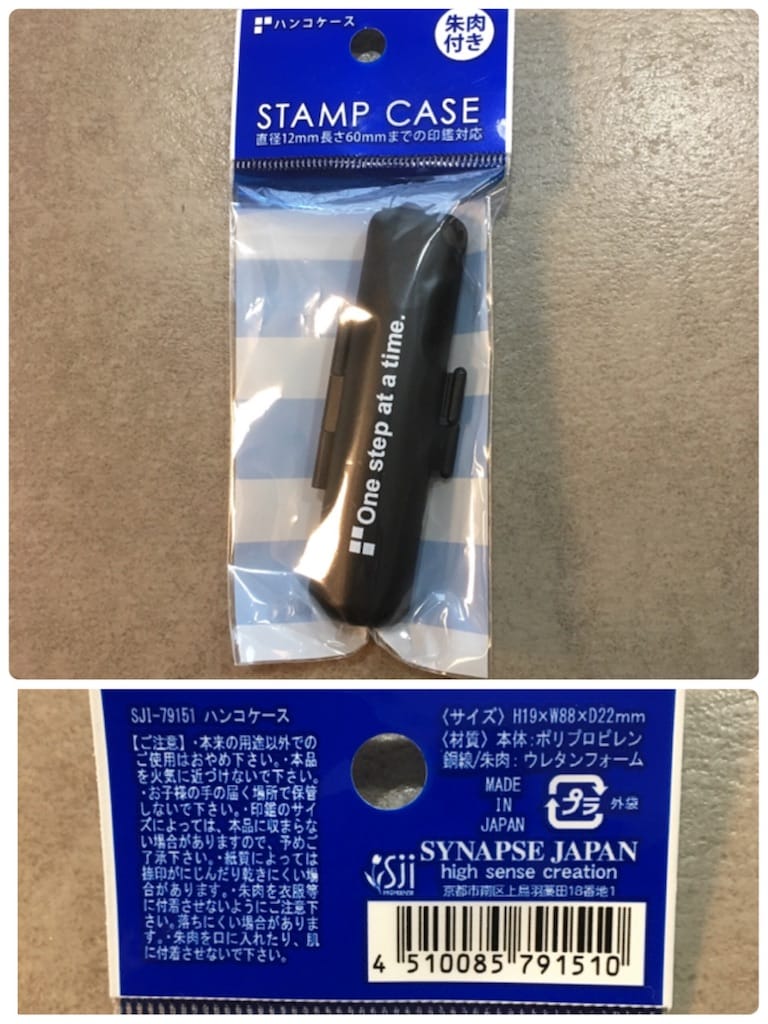 ハンコケース
朱肉
付き
STAMP CASE
直径12mm長さ60mmまでの印鑑対応
One step at a time.
SJI-79151 ハンコケース
【ご注意】・本来の用途以外での
ご使用はおやめ下さい。・本品
を火気に近づけないで下さい。
・お子様の手の届く場所で保管
しないで下さい。・印鑑のサイ
ズによっては、本品に収まらな
い場合がありますので、予めご
了承下さい。・紙質によっては
捺印がにじんだり乾きにくい場
合があります。・朱肉を衣服等
に付着させないようにご注意下
さい。落ちにくい場合がありま
す。・朱肉を口に入れたり、肌
に付着させないで下さい。
〈サイズ〉H19×W88×D22mm
〈材質〉本体:ポリプロピレン
鋼線/朱肉:ウレタンフォーム
MADE
IN
JAPAN
プラ 外袋
Sji
SYNAPSE JAPAN
high sense creation
京都市南区上鳥羽藁田18番地1
4 510085 791510